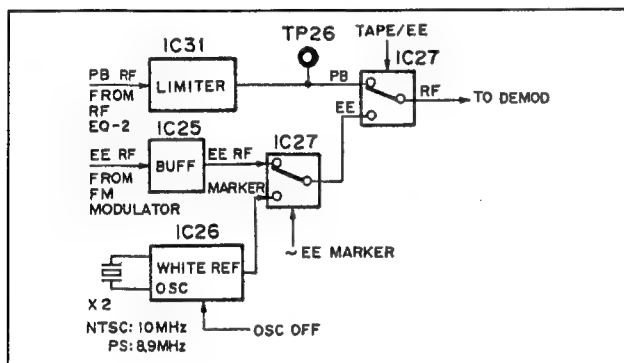 TAPE/EE
TP26
IC31
IC27
PB RF
LIMITER
PB
RF
TO DEMOD
FROM
RF
EQ-2
IC25
EE
IC27
EE RF
BUFF
EE RF
FROM
FM
MODULATOR
MARKER
IC26
~EE MARKER
WHITE REF
OSC
X2
NTSC: 10MHz
PS: 8.9MHz
OSC OFF